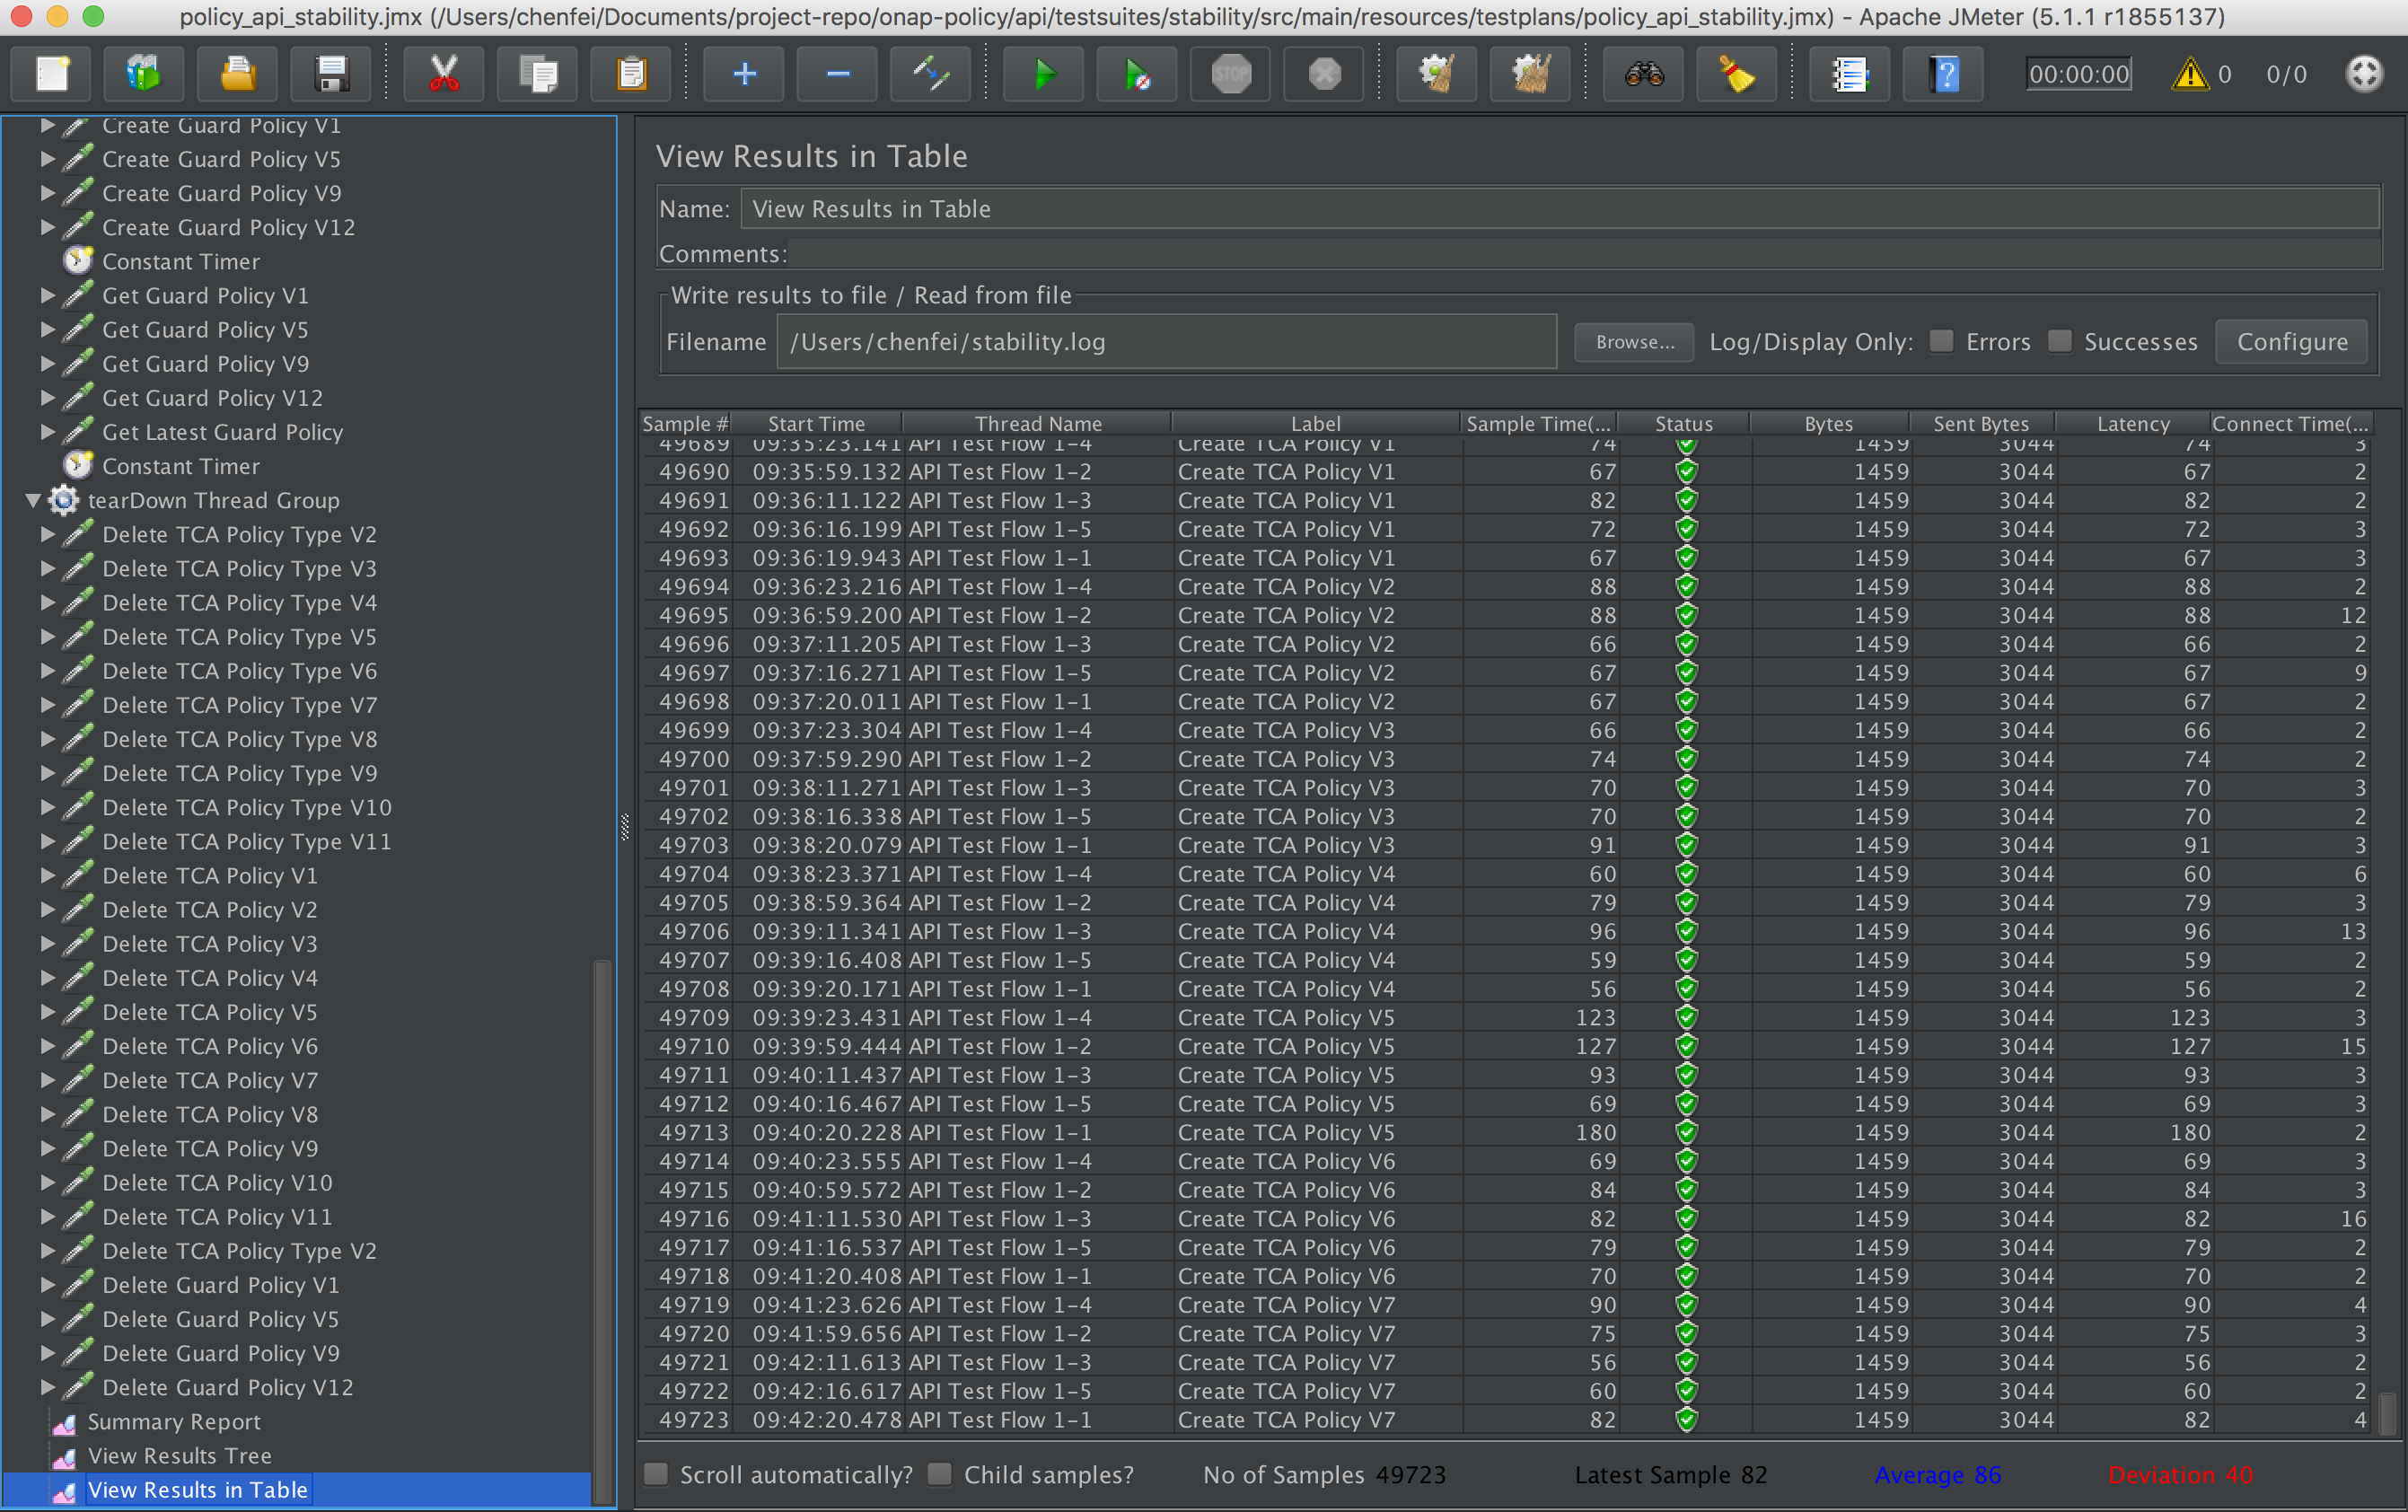 policy_api_stability.jmx (/Users/chenfei/Documents/project-repo/onap-policy/api/testsuites/stability/src/main/resources/testplans/policy_api_stability.jmx) - Apache JMeter (5.1.1 r1855137)
STOP 00:00:00 0 0/0
Create Guard Policy V1
Create Guard Policy V5
Create Guard Policy V9
Create Guard Policy V12
Constant Timer
Get Guard Policy V1
Get Guard Policy V5
Get Guard Policy V9
Get Guard Policy V12
Get Latest Guard Policy
Constant Timer
tearDown Thread Group
Delete TCA Policy Type V2
Delete TCA Policy Type V3
Delete TCA Policy Type V4
Delete TCA Policy Type V5
Delete TCA Policy Type V6
Delete TCA Policy Type V7
Delete TCA Policy Type V8
Delete TCA Policy Type V9
Delete TCA Policy Type V10
Delete TCA Policy Type V11
Delete TCA Policy V1
Delete TCA Policy V2
Delete TCA Policy V3
Delete TCA Policy V4
Delete TCA Policy V5
Delete TCA Policy V6
Delete TCA Policy V7
Delete TCA Policy V8
Delete TCA Policy V9
Delete TCA Policy V10
Delete TCA Policy V11
Delete TCA Policy Type V2
Delete Guard Policy V1
Delete Guard Policy V5
Delete Guard Policy V9
Delete Guard Policy V12
Summary Report
View Results Tree
View Results in Table
View Results in Table
Name: View Results in Table
Comments:
Write results to file / Read from file
Filename /Users/chenfei/stability.log Browse... Log/Display Only: Errors Successes Configure
Sample # Start Time Thread Name Label Sample Time(... Status Bytes Sent Bytes Latency Connect Time(...
49689 09:35:23.141 API Test Flow 1-4 Create TCA Policy V1 74 1459 3044 74 3
49690 09:35:59.132 API Test Flow 1-2 Create TCA Policy V1 67 1459 3044 67 2
49691 09:36:11.122 API Test Flow 1-3 Create TCA Policy V1 82 1459 3044 82 2
49692 09:36:16.199 API Test Flow 1-5 Create TCA Policy V1 72 1459 3044 72 3
49693 09:36:19.943 API Test Flow 1-1 Create TCA Policy V1 67 1459 3044 67 3
49694 09:36:23.216 API Test Flow 1-4 Create TCA Policy V2 88 1459 3044 88 2
49695 09:36:59.200 API Test Flow 1-2 Create TCA Policy V2 88 1459 3044 88 12
49696 09:37:11.205 API Test Flow 1-3 Create TCA Policy V2 66 1459 3044 66 2
49697 09:37:16.271 API Test Flow 1-5 Create TCA Policy V2 67 1459 3044 67 9
49698 09:37:20.011 API Test Flow 1-1 Create TCA Policy V2 67 1459 3044 67 2
49699 09:37:23.304 API Test Flow 1-4 Create TCA Policy V3 66 1459 3044 66 2
49700 09:37:59.290 API Test Flow 1-2 Create TCA Policy V3 74 1459 3044 74 2
49701 09:38:11.271 API Test Flow 1-3 Create TCA Policy V3 70 1459 3044 70 3
49702 09:38:16.338 API Test Flow 1-5 Create TCA Policy V3 70 1459 3044 70 2
49703 09:38:20.079 API Test Flow 1-1 Create TCA Policy V3 91 1459 3044 91 3
49704 09:38:23.371 API Test Flow 1-4 Create TCA Policy V4 60 1459 3044 60 6
49705 09:38:59.364 API Test Flow 1-2 Create TCA Policy V4 79 1459 3044 79 3
49706 09:39:11.341 API Test Flow 1-3 Create TCA Policy V4 96 1459 3044 96 13
49707 09:39:16.408 API Test Flow 1-5 Create TCA Policy V4 59 1459 3044 59 2
49708 09:39:20.171 API Test Flow 1-1 Create TCA Policy V4 56 1459 3044 56 2
49709 09:39:23.431 API Test Flow 1-4 Create TCA Policy V5 123 1459 3044 123 3
49710 09:39:59.444 API Test Flow 1-2 Create TCA Policy V5 127 1459 3044 127 15
49711 09:40:11.437 API Test Flow 1-3 Create TCA Policy V5 93 1459 3044 93 3
49712 09:40:16.467 API Test Flow 1-5 Create TCA Policy V5 69 1459 3044 69 3
49713 09:40:20.228 API Test Flow 1-1 Create TCA Policy V5 180 1459 3044 180 2
49714 09:40:23.555 API Test Flow 1-4 Create TCA Policy V6 69 1459 3044 69 3
49715 09:40:59.572 API Test Flow 1-2 Create TCA Policy V6 84 1459 3044 84 3
49716 09:41:11.530 API Test Flow 1-3 Create TCA Policy V6 82 1459 3044 82 16
49717 09:41:16.537 API Test Flow 1-5 Create TCA Policy V6 79 1459 3044 79 2
49718 09:41:20.408 API Test Flow 1-1 Create TCA Policy V6 70 1459 3044 70 2
49719 09:41:23.626 API Test Flow 1-4 Create TCA Policy V7 90 1459 3044 90 4
49720 09:41:59.656 API Test Flow 1-2 Create TCA Policy V7 75 1459 3044 75 3
49721 09:42:11.613 API Test Flow 1-3 Create TCA Policy V7 56 1459 3044 56 2
49722 09:42:16.617 API Test Flow 1-5 Create TCA Policy V7 60 1459 3044 60 2
49723 09:42:20.478 API Test Flow 1-1 Create TCA Policy V7 82 1459 3044 82 4
Scroll automatically? Child samples? No of Samples 49723 Latest Sample 82 Average 86 Deviation 40